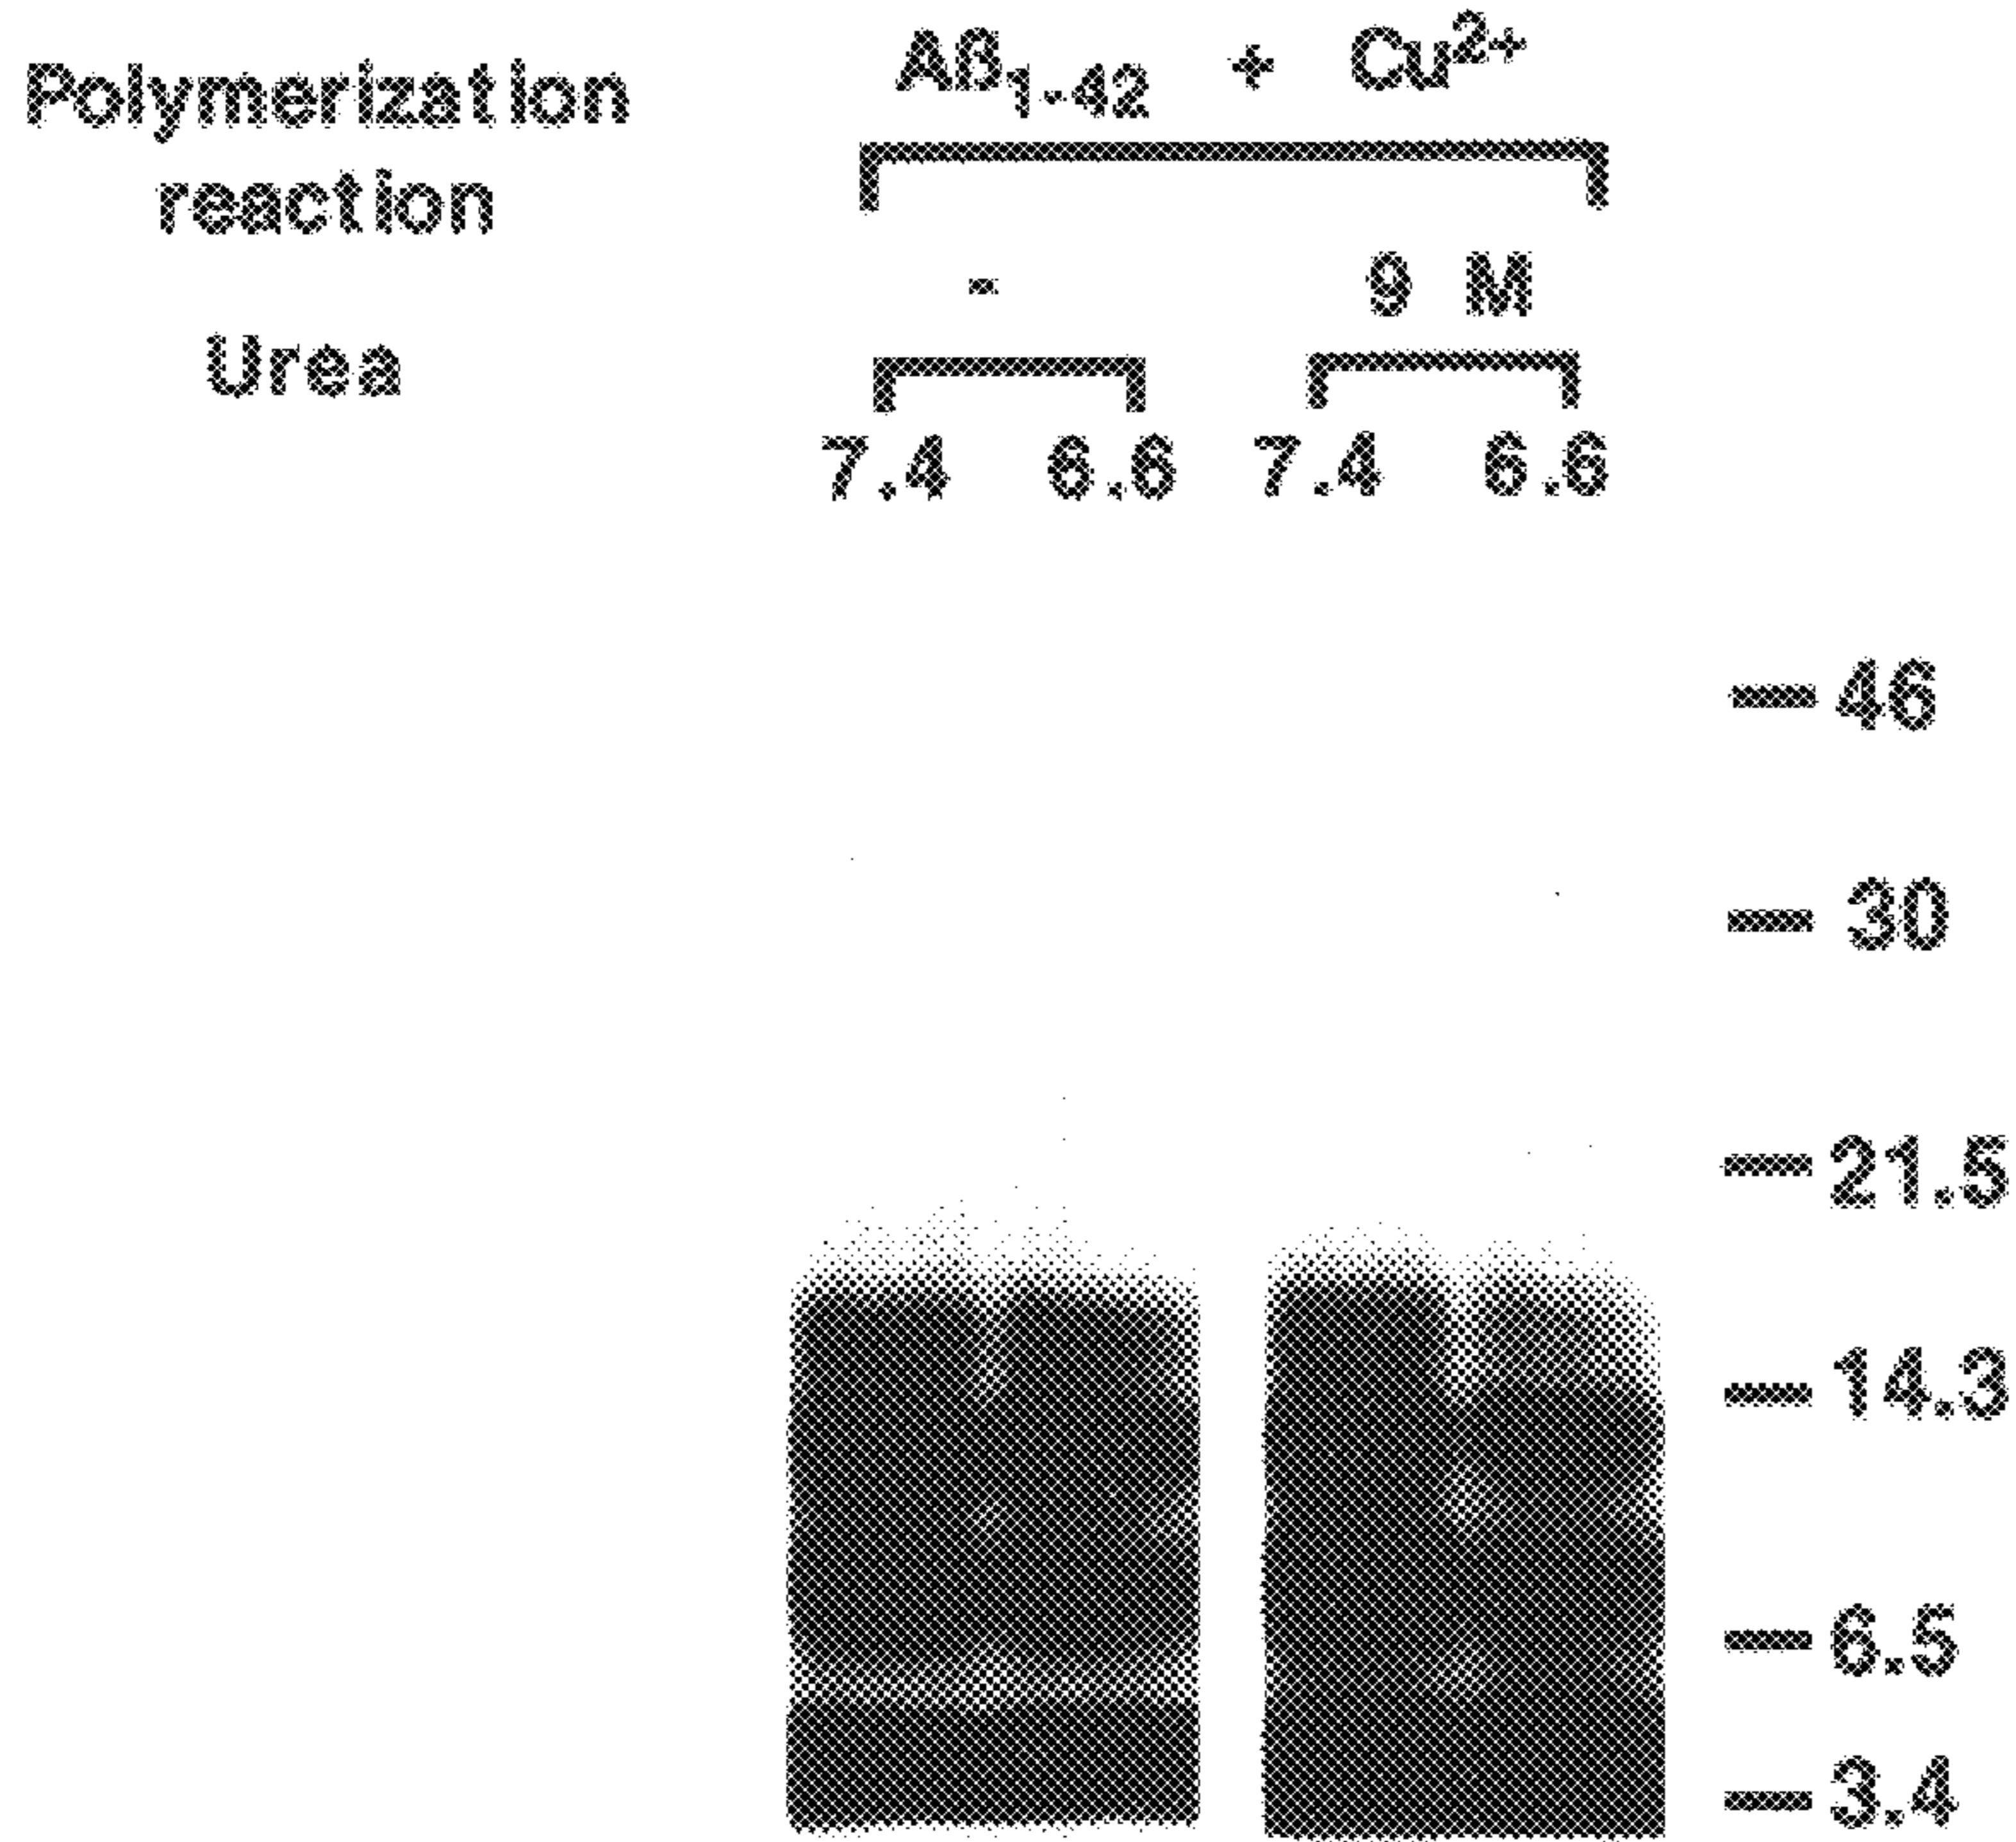 Polymerization
reaction
Aß1-42 + Cu2+
- 9 M
Urea
7.4 6.6 7.4 6.6
46
30
21.5
14.3
6.5
3.4